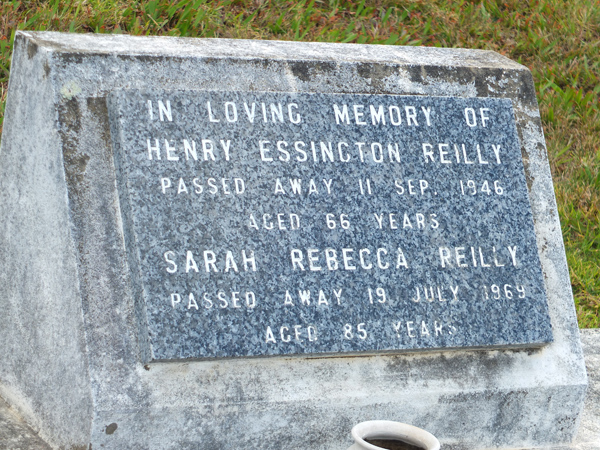 IN LOVING MEMORY OF
HENRY ESSINGTON REILLY
PASSED AWAY 11 SEP. 1946
AGED 66 YEARS
SARAH REBECCA REILLY
PASSED AWAY 19 JULY 1969
AGED 85 YEARS